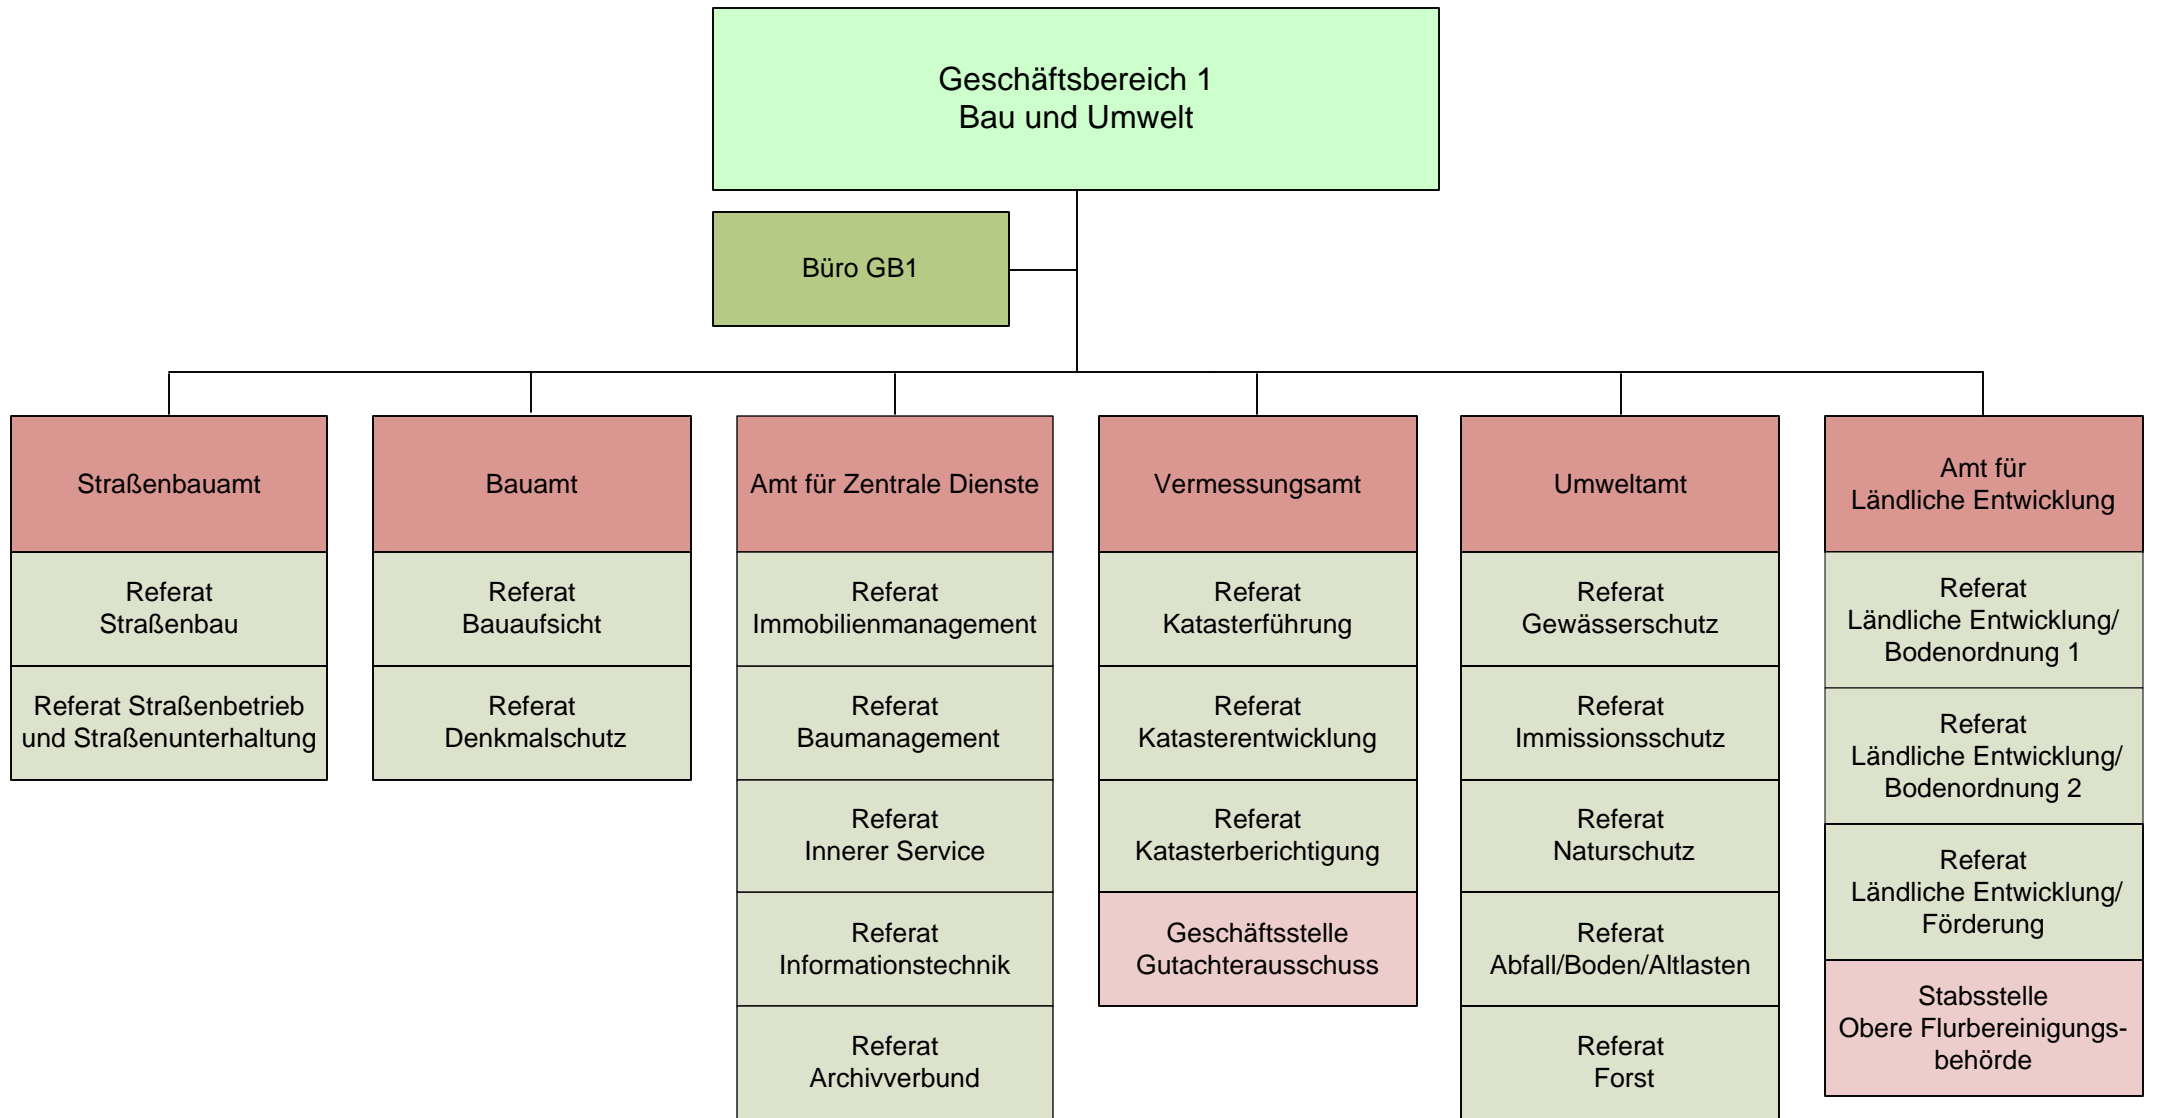 Geschäftsbereich 1
Bau und Umwelt
Büro GB1
Straßenbauamt
Referat
Straßenbau
Referat Straßenbetrieb
und Straßenunterhaltung
Bauamt
Referat
Bauaufsicht
Referat
Denkmalschutz
Amt für Zentrale Dienste
Referat
Immobilienmanagement
Referat
Baumanagement
Referat
Innerer Service
Referat
Informationstechnik
Referat
Archivverbund
Vermessungsamt
Referat
Katasterführung
Referat
Katasterentwicklung
Referat
Katasterberichtigung
Geschäftsstelle
Gutachterausschuss
Umweltamt
Referat
Gewässerschutz
Referat
Immissionsschutz
Referat
Naturschutz
Referat
Abfall/Boden/Altlasten
Referat
Forst
Amt für
Ländliche Entwicklung
Referat
Ländliche Entwicklung/
Bodenordnung 1
Referat
Ländliche Entwicklung/
Bodenordnung 2
Referat
Ländliche Entwicklung/
Förderung
Stabsstelle
Obere Flurbereinigungs-
behörde